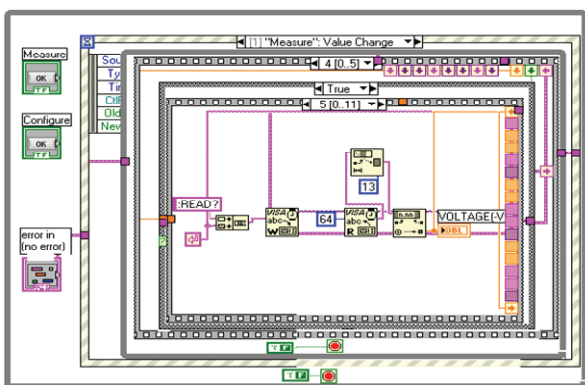 [1] "Measure": Value Change
Measure
OK
TF
Configure
OK
TF
error in
(no error)
Sou
Ty
Tir
Ctl
Old
New
4 [0..5]
True
5 [0..11]
13
:READ?
VISA
abc
W
64
VISA
abc
R
VOLTAGE(-V
DBL
?
T F
T F